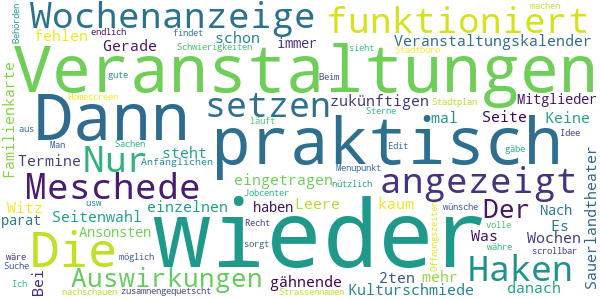 Behörden
Wochenanzeige
funktioniert
machen
endlich
findet
fehlen
Gerade
schon
immer
Schwierigkeiten
sieht
Veranstaltungskalender
Stadtbüro
Veranstaltungen
gute
Beim
Homescreen
Dann
setzen
zukünftigen
Stadtplan
Mitglieder
Familienkarte
praktisch
Sterne
mal
Seite
Keine
aus
Man
Sachen
läuft
Edit
gäbe
Idee
Nur
steht
Anfänglichen
Menüpunkt
Termine
Meschede
wieder
eingetragen
Jobcenter
nützlich
angezeigt
Sauerlandtheater
Witz
parat
Seitenwahl
einzelnen
haben
Leere
kaum
Öffnungszeiten
wünsche
Der
Nach
Es
usw
Ansonsten
Recht
Was
Wochen
volle
scrollbar
Die
wäre
Suche
möglich
Bei
Auswirkungen
sorgt
gähnende
2ten
mehr
währe
Haken
Ich
nachschauen
zusammengequetscht
Strassennamen
Kulturschmiede
danach